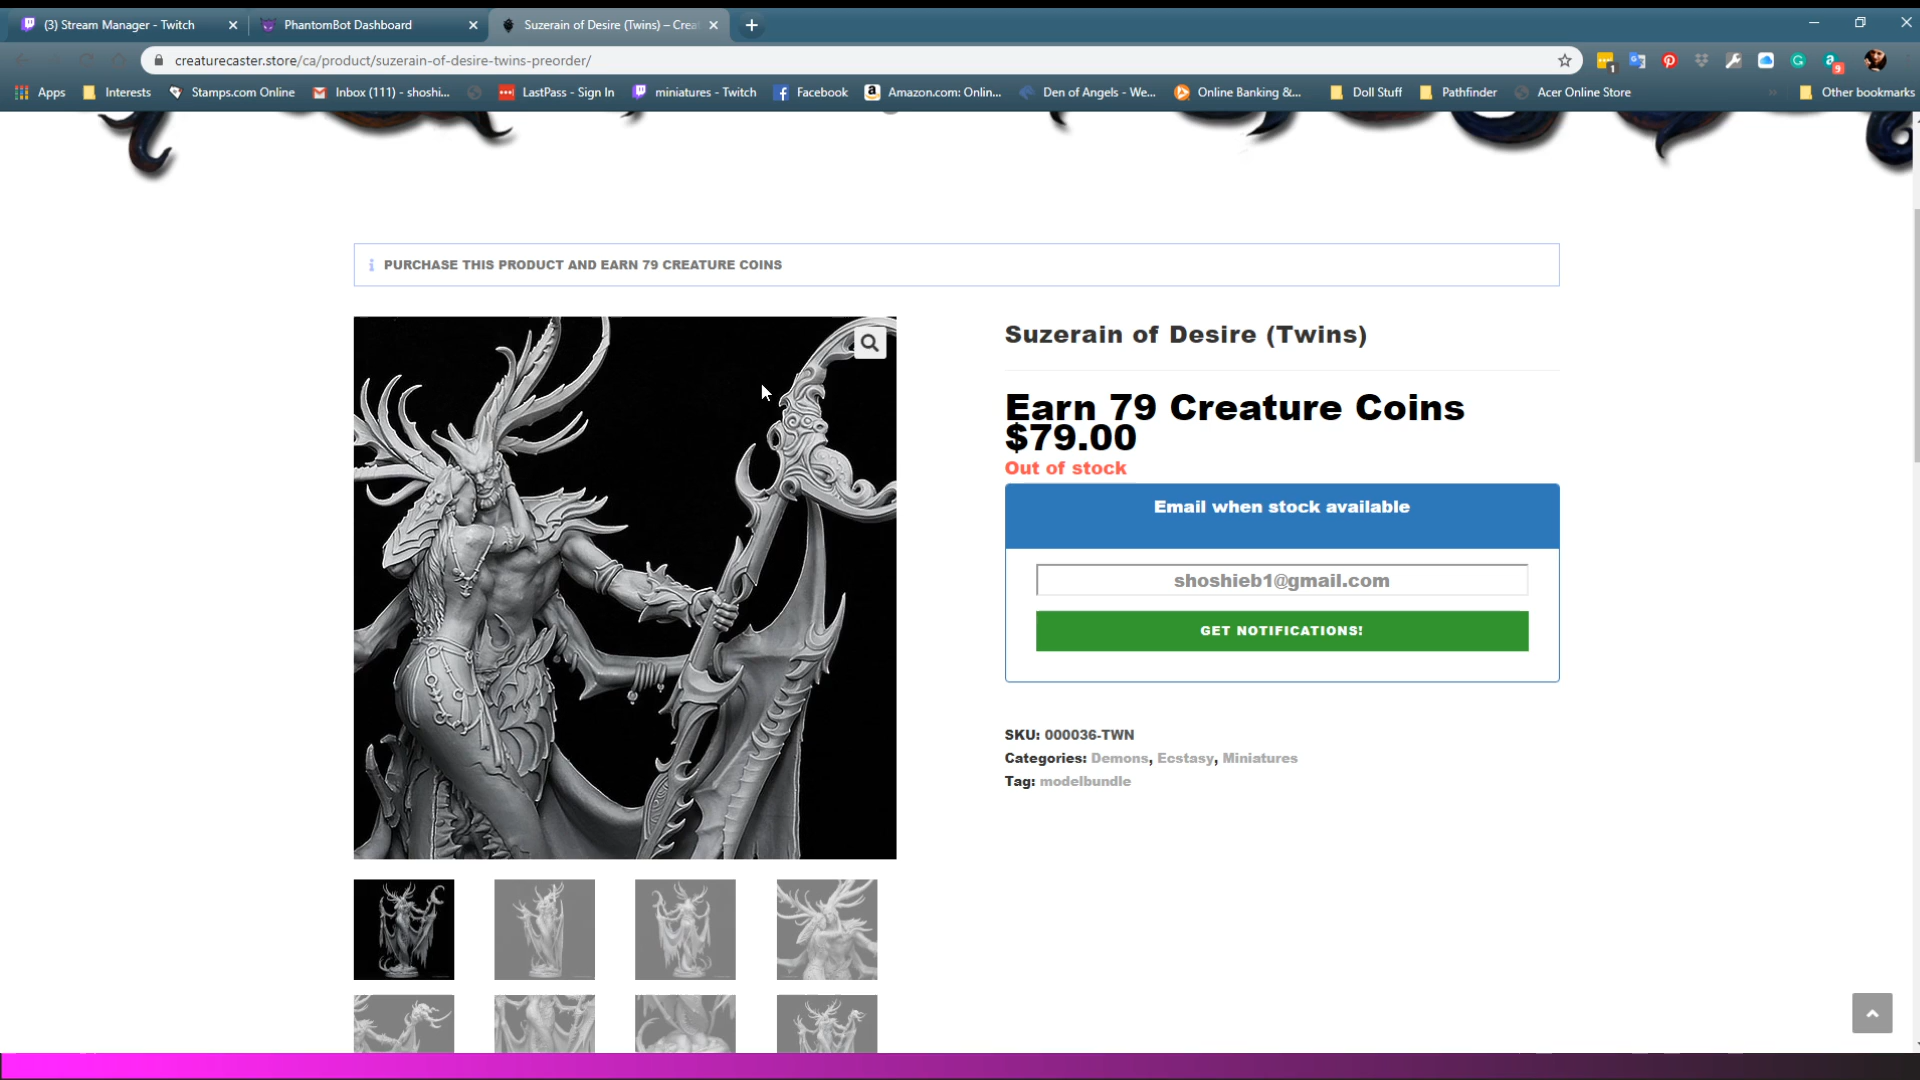 (3) Stream Manager - Twitch
PhantomBot Dashboard
Suzerain of Desire (Twins) – Crea
creaturecaster.store/ca/product/suzerain-of-desire-twins-preorder/
Apps
Interests
Stamps.com Online
Inbox (111) - shoshi...
LastPass - Sign In
miniatures - Twitch
Facebook
Amazon.com: Onlin...
Den of Angels - We...
Online Banking &...
Doll Stuff
Pathfinder
Acer Online Store
Other bookmarks
PURCHASE THIS PRODUCT AND EARN 79 CREATURE COINS
Suzerain of Desire (Twins)
Earn 79 Creature Coins
$79.00
Out of stock
Email when stock available
shoshieb1@gmail.com
GET NOTIFICATIONS!
SKU: 000036-TWN
Categories: Demons, Ecstasy, Miniatures
Tag: modelbundle